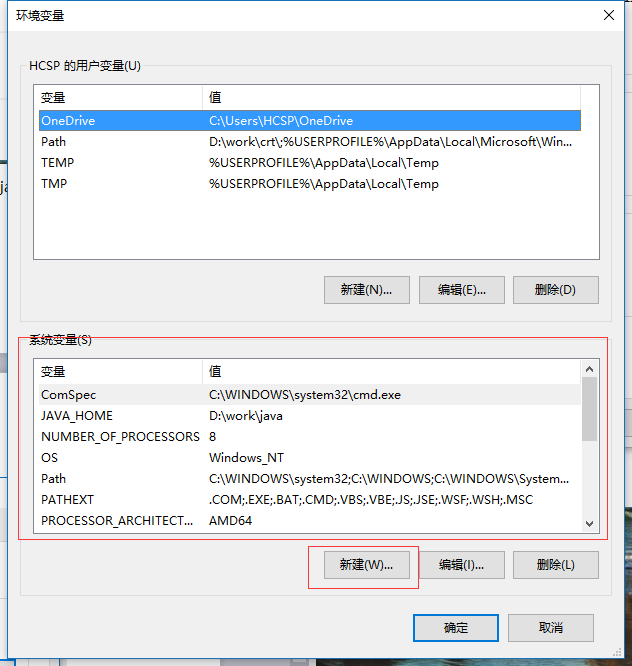 环境变量
HCSP 的用户变量(U)
变量 值
OneDrive C:\Users\HCSP\OneDrive
Path D:\work\crt\;%USERPROFILE%\AppData\Local\Microsoft\Win...
TEMP %USERPROFILE%\AppData\Local\Temp
TMP %USERPROFILE%\AppData\Local\Temp
新建(N)... 编辑(E)... 删除(D)
系统变量(S)
变量 值
ComSpec C:\WINDOWS\system32\cmd.exe
JAVA_HOME D:\work\java
NUMBER_OF_PROCESSORS 8
OS Windows_NT
Path C:\WINDOWS\system32;C:\WINDOWS;C:\WINDOWS\System...
PATHEXT .COM;.EXE;.BAT;.CMD;.VBS;.VBE;.JS;.JSE;.WSF;.WSH;.MSC
PROCESSOR_ARCHITECT... AMD64
新建(W)... 编辑(I)... 删除(L)
确定 取消